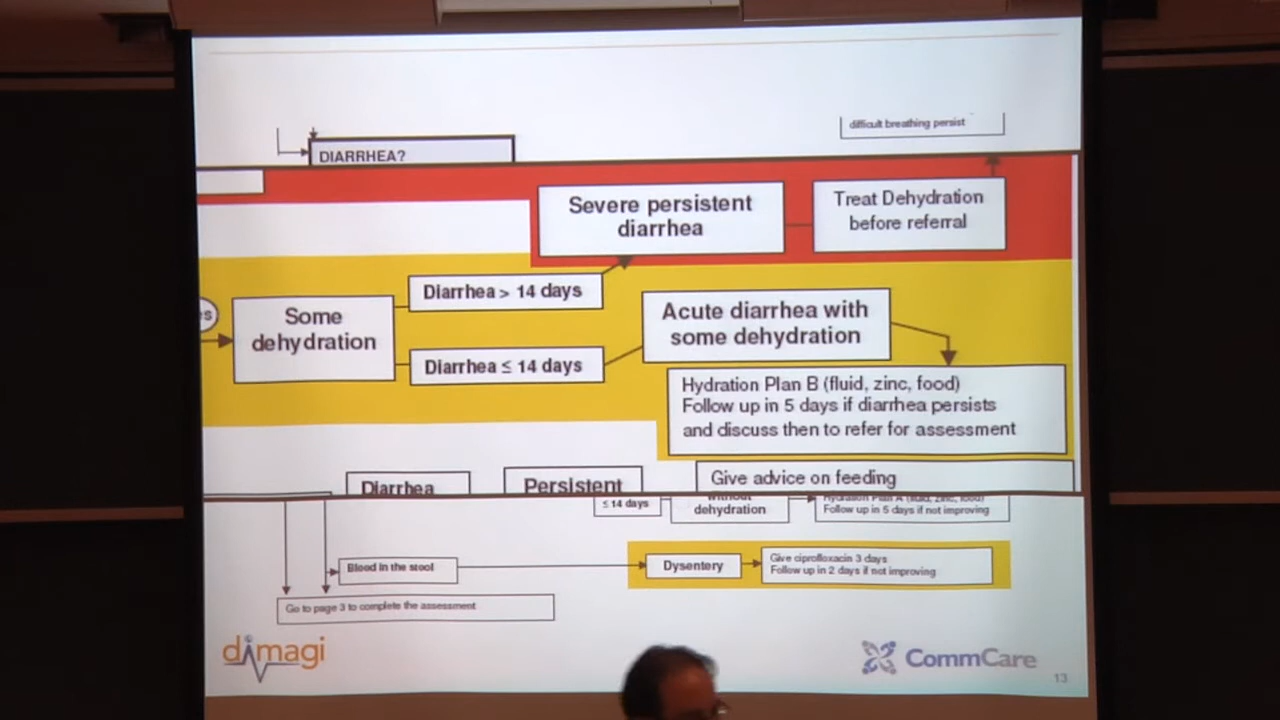 difficult breathing persist
DIARRHEA?
Severe persistent
diarrhea
Treat Dehydration
before referral
Diarrhea > 14 days
Some
dehydration
Acute diarrhea with
some dehydration
Diarrhea ≤ 14 days
Hydration Plan B (fluid, zinc, food)
Follow up in 5 days if diarrhea persists
and discuss then to refer for assessment
Diarrhea
Persistent
Give advice on feeding
≤ 14 days
without
dehydration
Hydration Plan A (fluid, zinc, food)
Follow up in 5 days if not improving
Blood in the stool
Dysentery
Give ciprofloxacin 3 days
Follow up in 2 days if not improving
Go to page 3 to complete the assessment
dimagi
CommCare
13